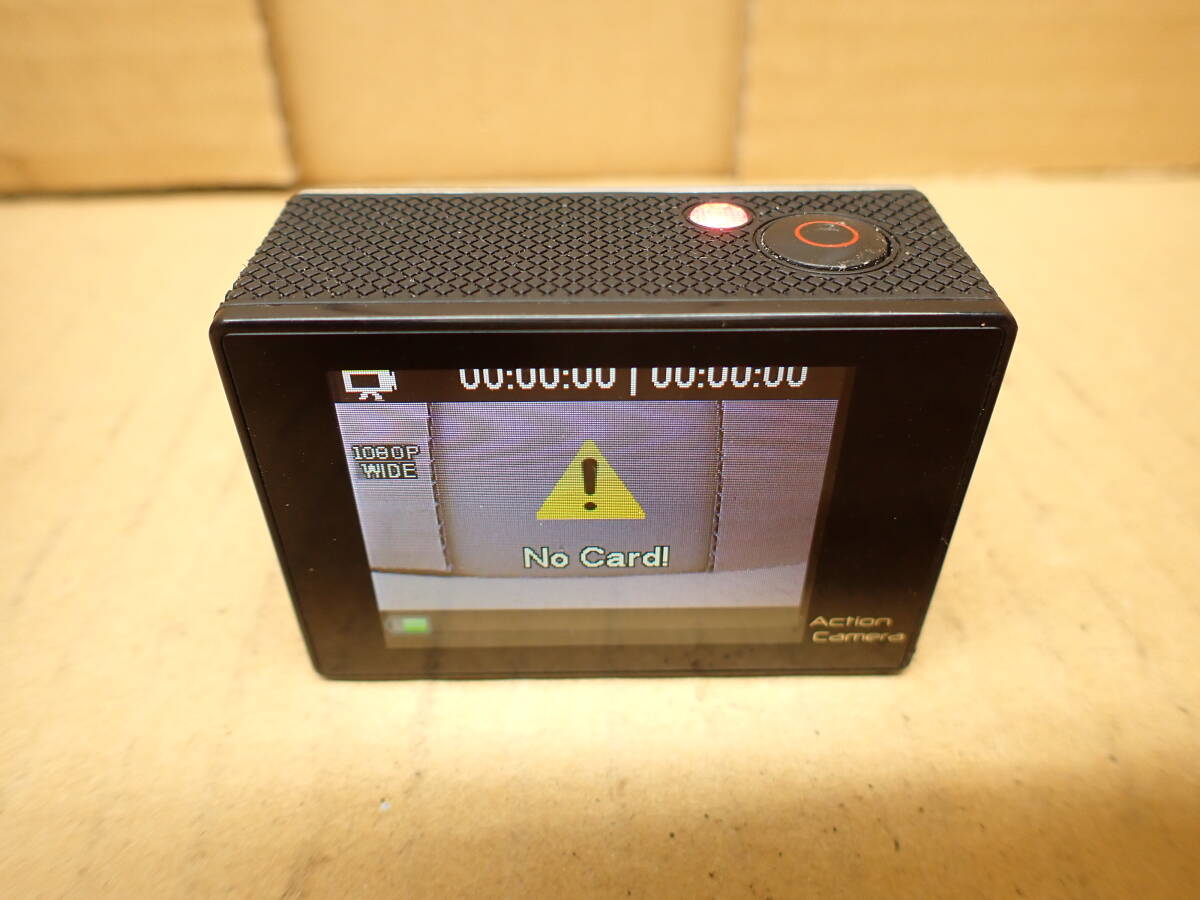 00:00:00 | 00:00:00
1080P
WIDE
No Card!
Action
Camera